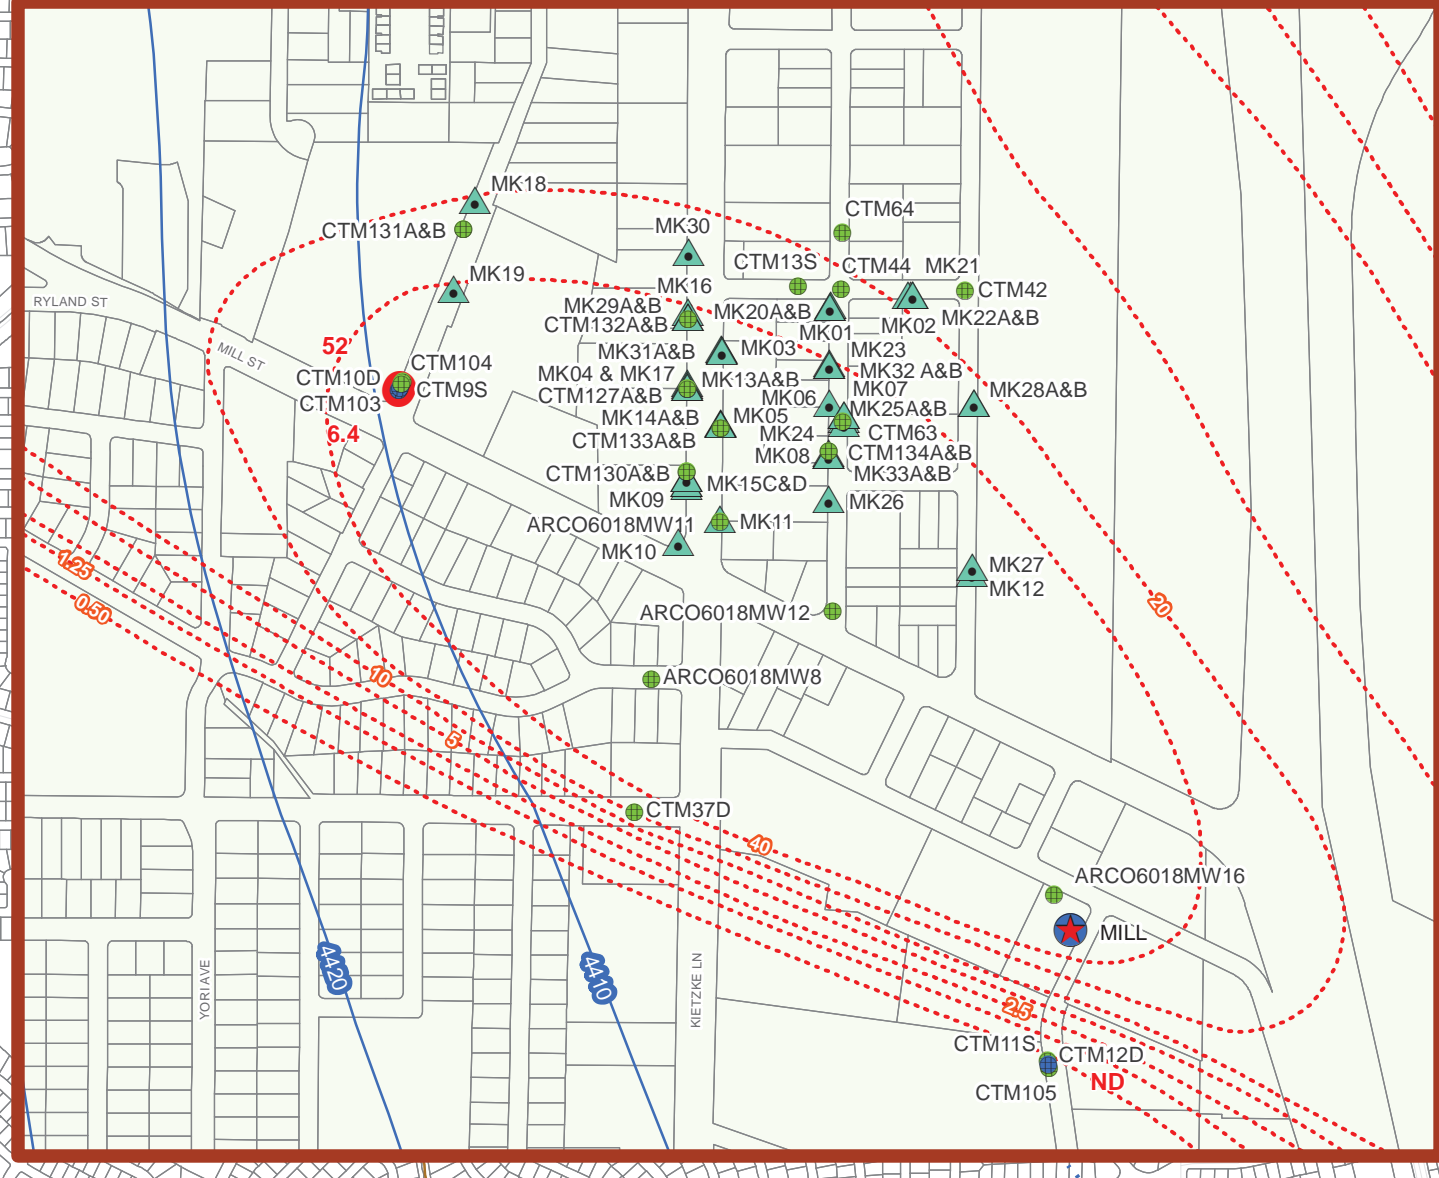 MK18
CTM64
CTM131A&B
MK30
CTM13S
CTM44
MK21
MK19
MK16
CTM42
RYLAND ST
MK29A&B
MK20A&B
CTM132A&B
MK01
MK02
MK22A&B
52
MILL ST
CTM104
MK31A&B
MK03
MK23
CTM10D
MK04 & MK17
MK13A&B
MK32 A&B
CTM9S
CTM103
CTM127A&B
MK06
MK07
MK28A&B
MK14A&B
MK05
MK25A&B
6.4
CTM133A&B
MK24
CTM63
MK08
CTM134A&B
CTM130A&B
MK15C&D
MK33A&B
MK09
MK26
ARCO6018MW11
MK11
MK10
1.25
MK27
MK12
0.50
20
ARCO6018MW12
10
ARCO6018MW8
5
CTM37D
40
ARCO6018MW16
MILL
4420
4410
YORI AVE
KIETZKE LN
2.5
CTM11S
CTM12D
ND
CTM105